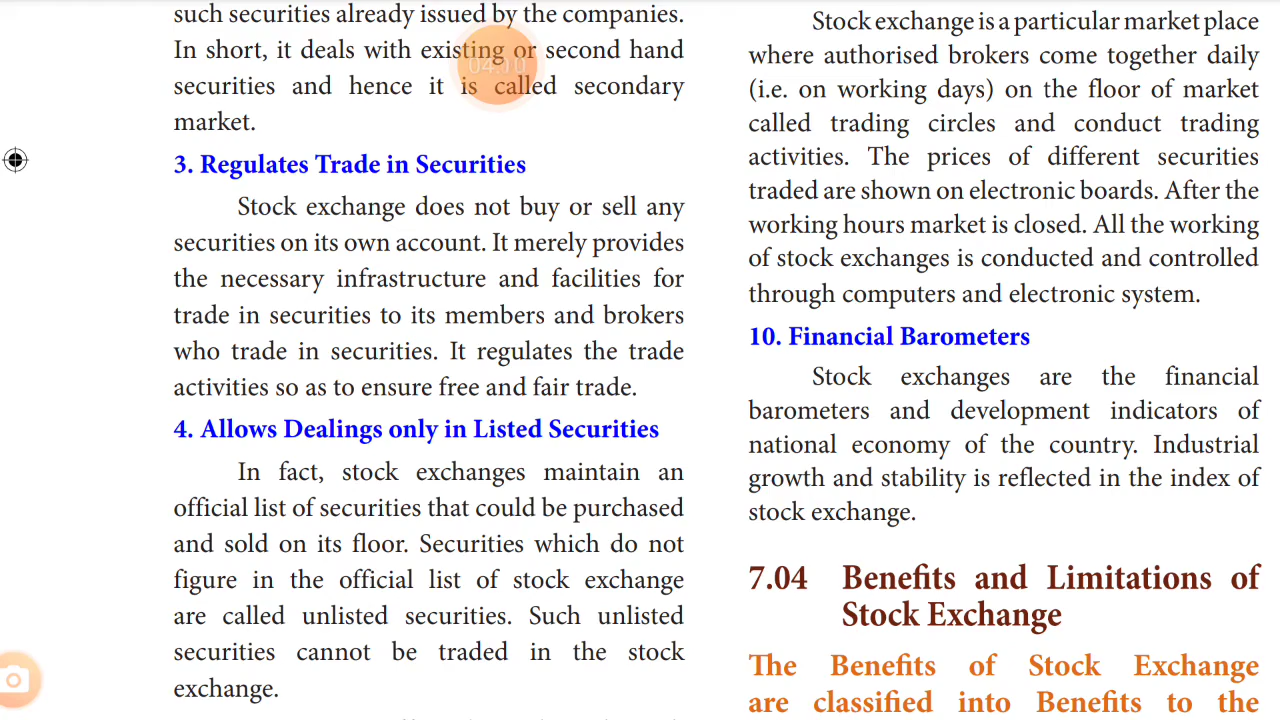 such securities already issued by the companies.
In short, it deals with existing or second hand
securities and hence it is called secondary
market.
3. Regulates Trade in Securities
Stock exchange does not buy or sell any
securities on its own account. It merely provides
the necessary infrastructure and facilities for
trade in securities to its members and brokers
who trade in securities. It regulates the trade
activities so as to ensure free and fair trade.
4. Allows Dealings only in Listed Securities
In fact, stock exchanges maintain an
official list of securities that could be purchased
and sold on its floor. Securities which do not
figure in the official list of stock exchange
are called unlisted securities. Such unlisted
securities cannot be traded in the stock
exchange.
Stock exchange is a particular market place
where authorised brokers come together daily
(i.e. on working days) on the floor of market
called trading circles and conduct trading
activities. The prices of different securities
traded are shown on electronic boards. After the
working hours market is closed. All the working
of stock exchanges is conducted and controlled
through computers and electronic system.
10. Financial Barometers
Stock exchanges are the financial
barometers and development indicators of
national economy of the country. Industrial
growth and stability is reflected in the index of
stock exchange.
7.04 Benefits and Limitations of
Stock Exchange
The Benefits of Stock Exchange
are classified into Benefits to the
04:10